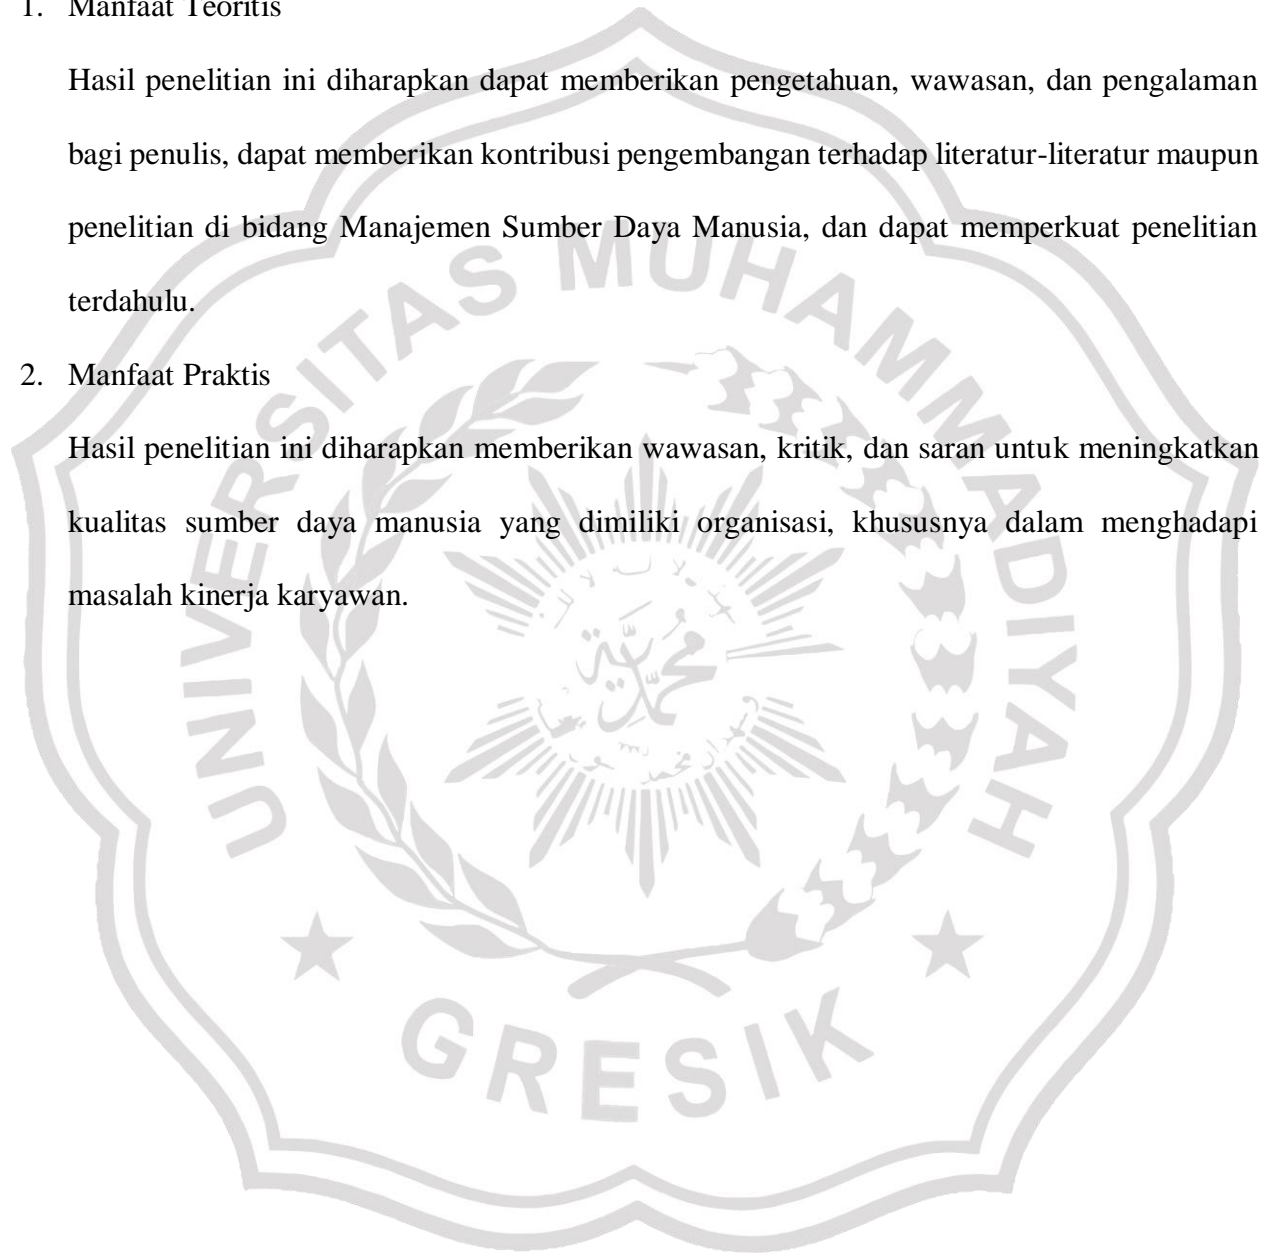 1. Manfaat Teoritis
Hasil penelitian ini diharapkan dapat memberikan pengetahuan, wawasan, dan pengalaman
bagi penulis, dapat memberikan kontribusi pengembangan terhadap literatur-literatur maupun
penelitian di bidang Manajemen Sumber Daya Manusia, dan dapat memperkuat penelitian
terdahulu.
2. Manfaat Praktis
Hasil penelitian ini diharapkan memberikan wawasan, kritik, dan saran untuk meningkatkan
kualitas sumber daya manusia yang dimiliki organisasi, khususnya dalam menghadapi
masalah kinerja karyawan.
UNIVERSITAS MUHAMMADIYAH
GRESIK